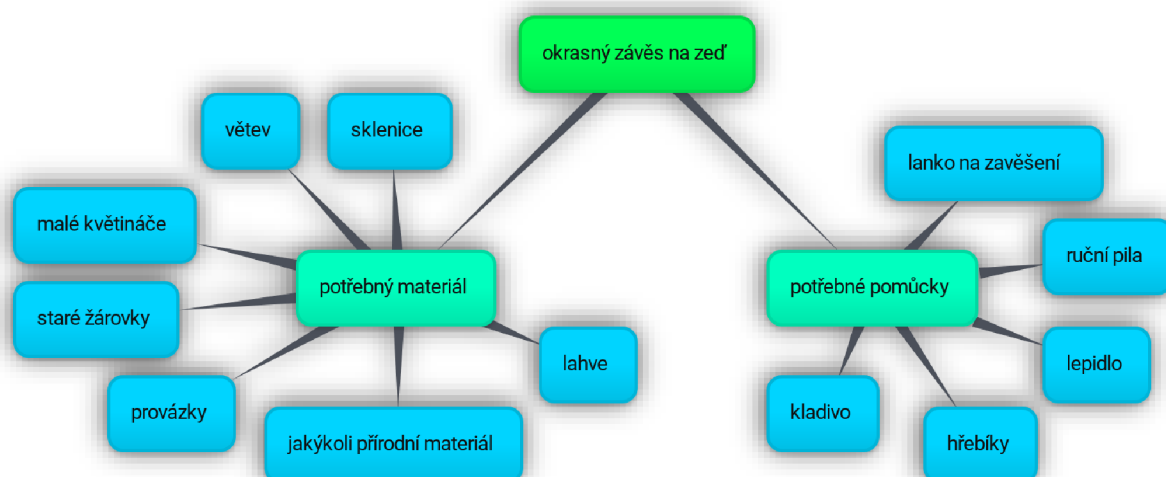 okrasný závěs na zeď
větev
sklenice
lanko na zavěšení
malé květináče
ruční pila
potřebný materiál
potřebné pomůcky
staré žárovky
lahve
lepidlo
provázky
kladivo
jakýkoli přírodní materiál
hřebíky